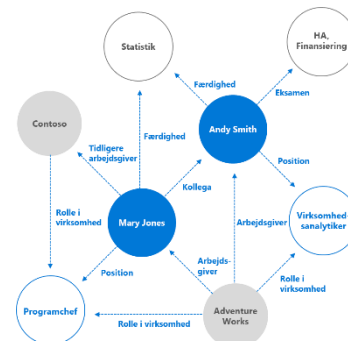 HA,
Finansiering
Statistik
Færdighed
Eksamen
Contoso
Andy Smith
Tidligere
arbejdsgiver
Færdighed
Position
Kollega
Rolle i
virksomhed
Mary Jones
Arbejdsgiver
Virksomhed
sanalytiker
Position
Arbejds-
giver
Rolle i
virksomhed
Programchef
Rolle i virksomhed
Adventure
Works